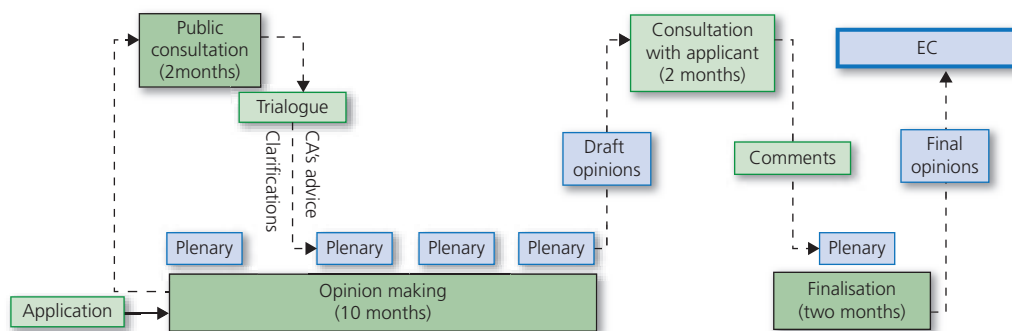 Public
consultation
(2months)
Trialogue
CA's advice
Clarifications
Consultation
with applicant
(2 months)
EC
Draft
opinions
Comments
Final
opinions
Plenary
Plenary
Plenary
Plenary
Plenary
Application
Opinion making
(10 months)
Finalisation
(two months)